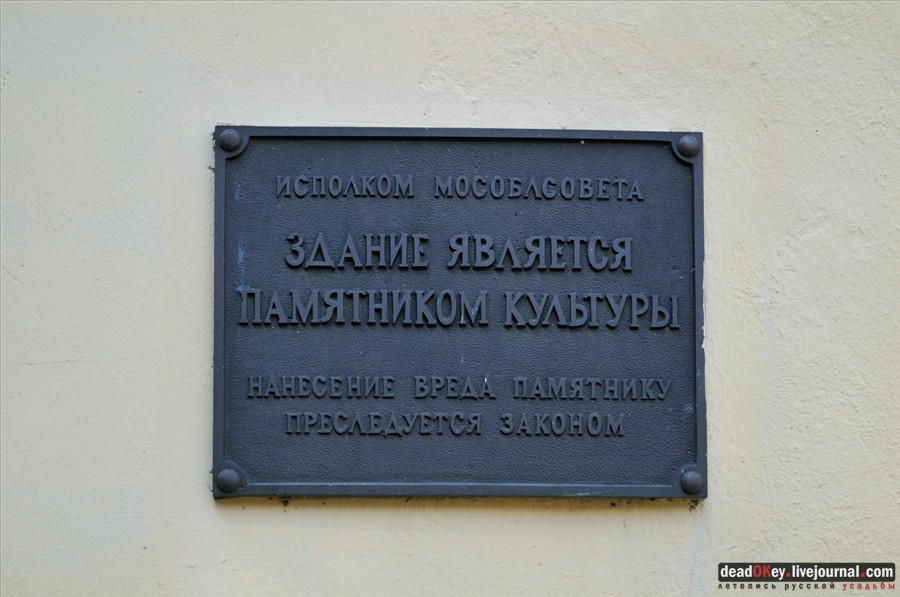 ИСПОЛКОМ МОСОБЛСОВЕТА
ЗДАНИЕ ЯВЛЯЕТСЯ
ПАМЯТНИКОМ КУЛЬТУРЫ
НАНЕСЕНИЕ ВРЕДА ПАМЯТНИКУ
ПРЕСЛЕДУЕТСЯ ЗАКОНОМ
deadOKey.livejournal.com
летопись русской усадьбы